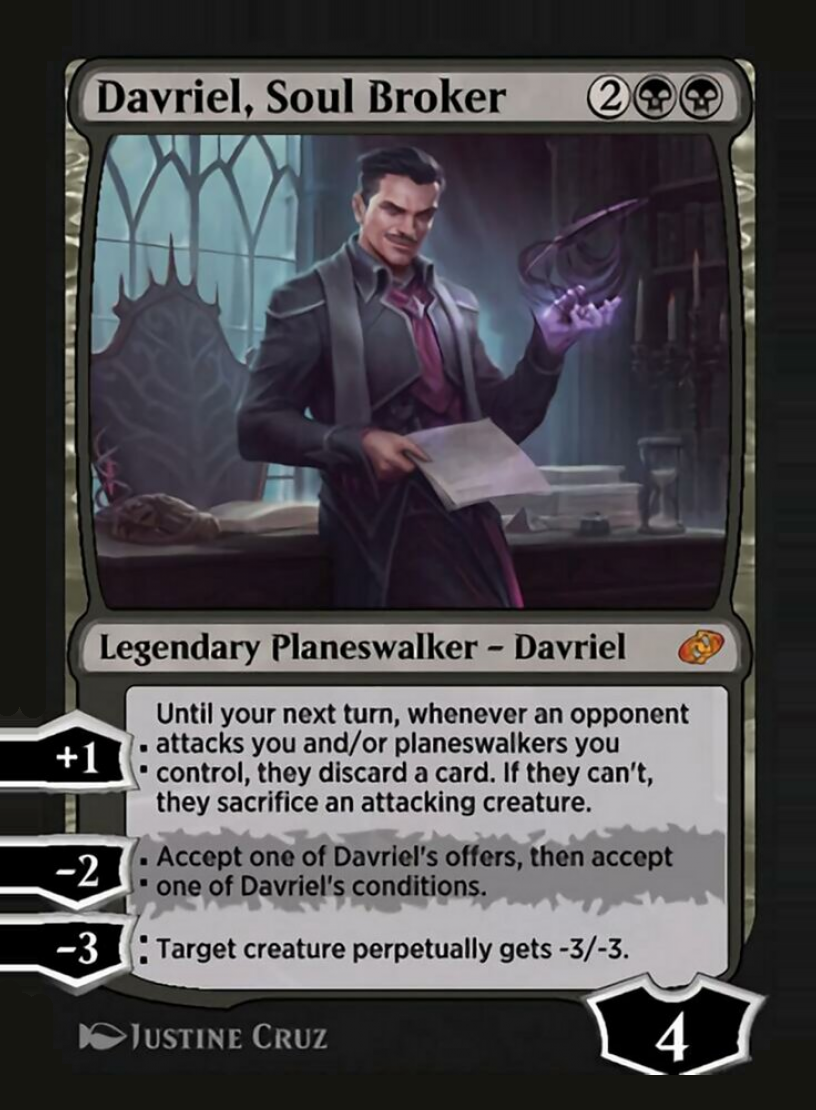 Davriel, Soul Broker 2
Legendary Planeswalker – Davriel
+1: Until your next turn, whenever an opponent
attacks you and/or planeswalkers you
control, they discard a card. If they can't,
they sacrifice an attacking creature.
-2: Accept one of Davriel's offers, then accept
one of Davriel's conditions.
-3: Target creature perpetually gets -3/-3.
Justine Cruz
4